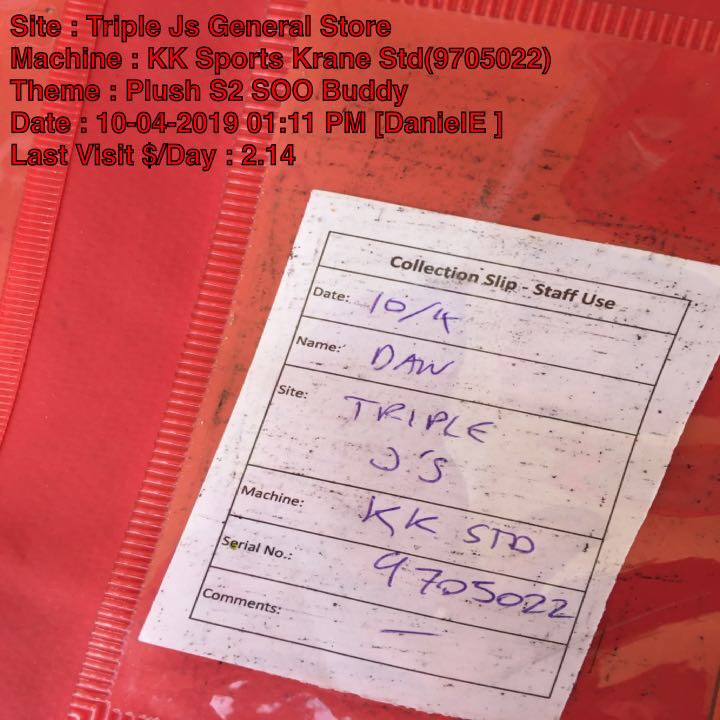 Site : Triple Js General Store
Machine : KK Sports Krane Std(9705022)
Theme : Plush S2 SOO Buddy
Date : 10-04-2019 01:11 PM [DanielE ]
Last Visit $/Day : 2.14
Collection Slip - Staff Use
Date: 10/4
Name: DAN
Site: TRIPLE
J'S
Machine: KK STD
Serial No.: 9705022
Comments: —